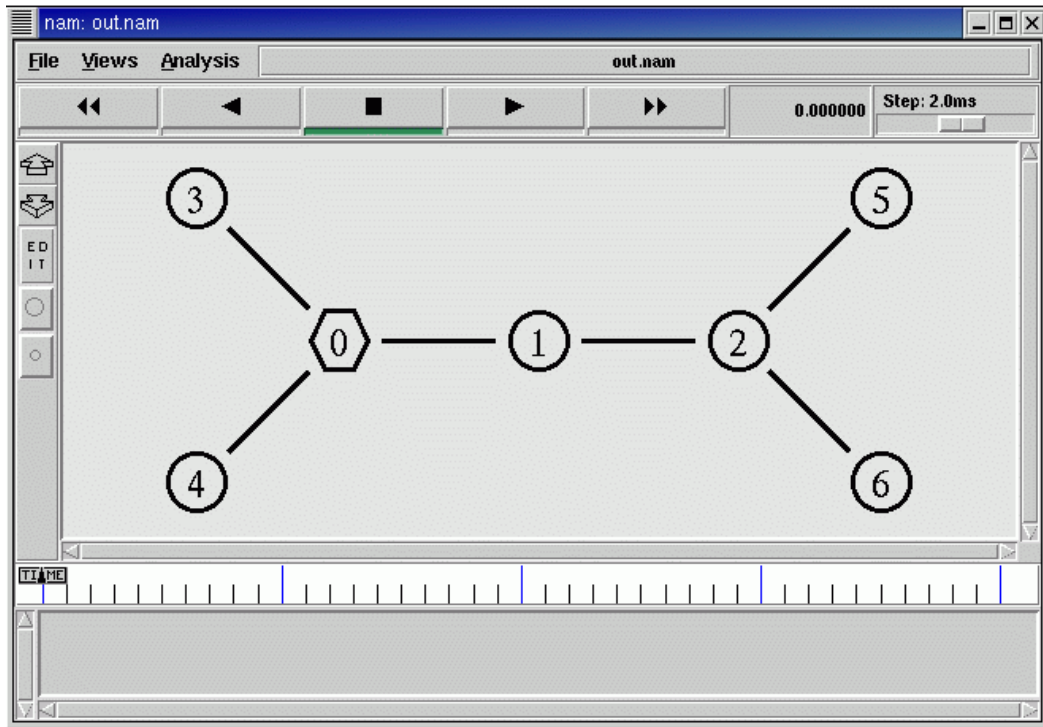 nam: out.nam
File Views Analysis out.nam
0.000000 Step: 2.0ms
ED
IT
3 5
0 1 2
4 6
TIME